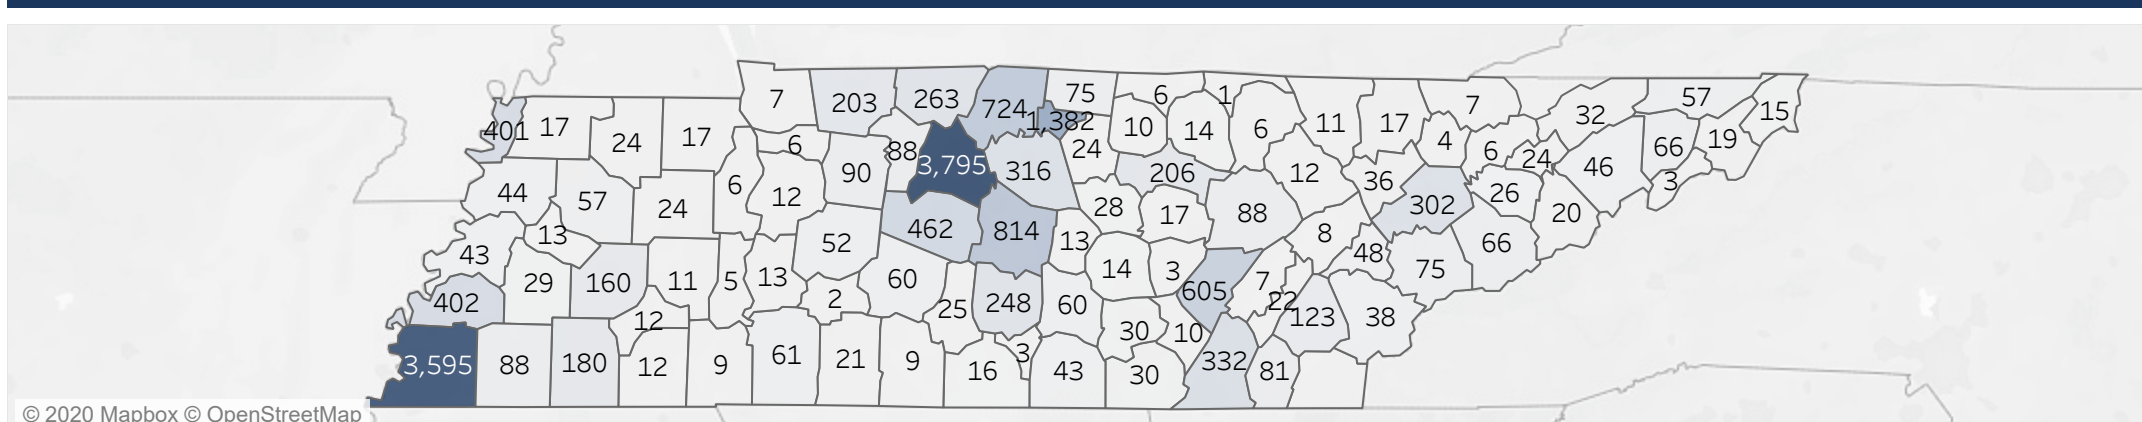 7 203 263 724 75 6 1 7 32 57 15
401 17 24 17 6 88 1,382 24 10 14 6 11 17 4 6 24 66 19
3,795 316 206 12 36 46 3
44 57 24 6 12 90 28 17 88 302 26 20
43 13 52 462 814 13 8 48 66
29 160 11 5 13 60 14 3 75
402 12 2 25 248 60 605 7 22 123 38
30 10
3,595 88 180 12 9 61 21 9 16 3 43 30 332 81
© 2020 Mapbox © OpenStreetMap